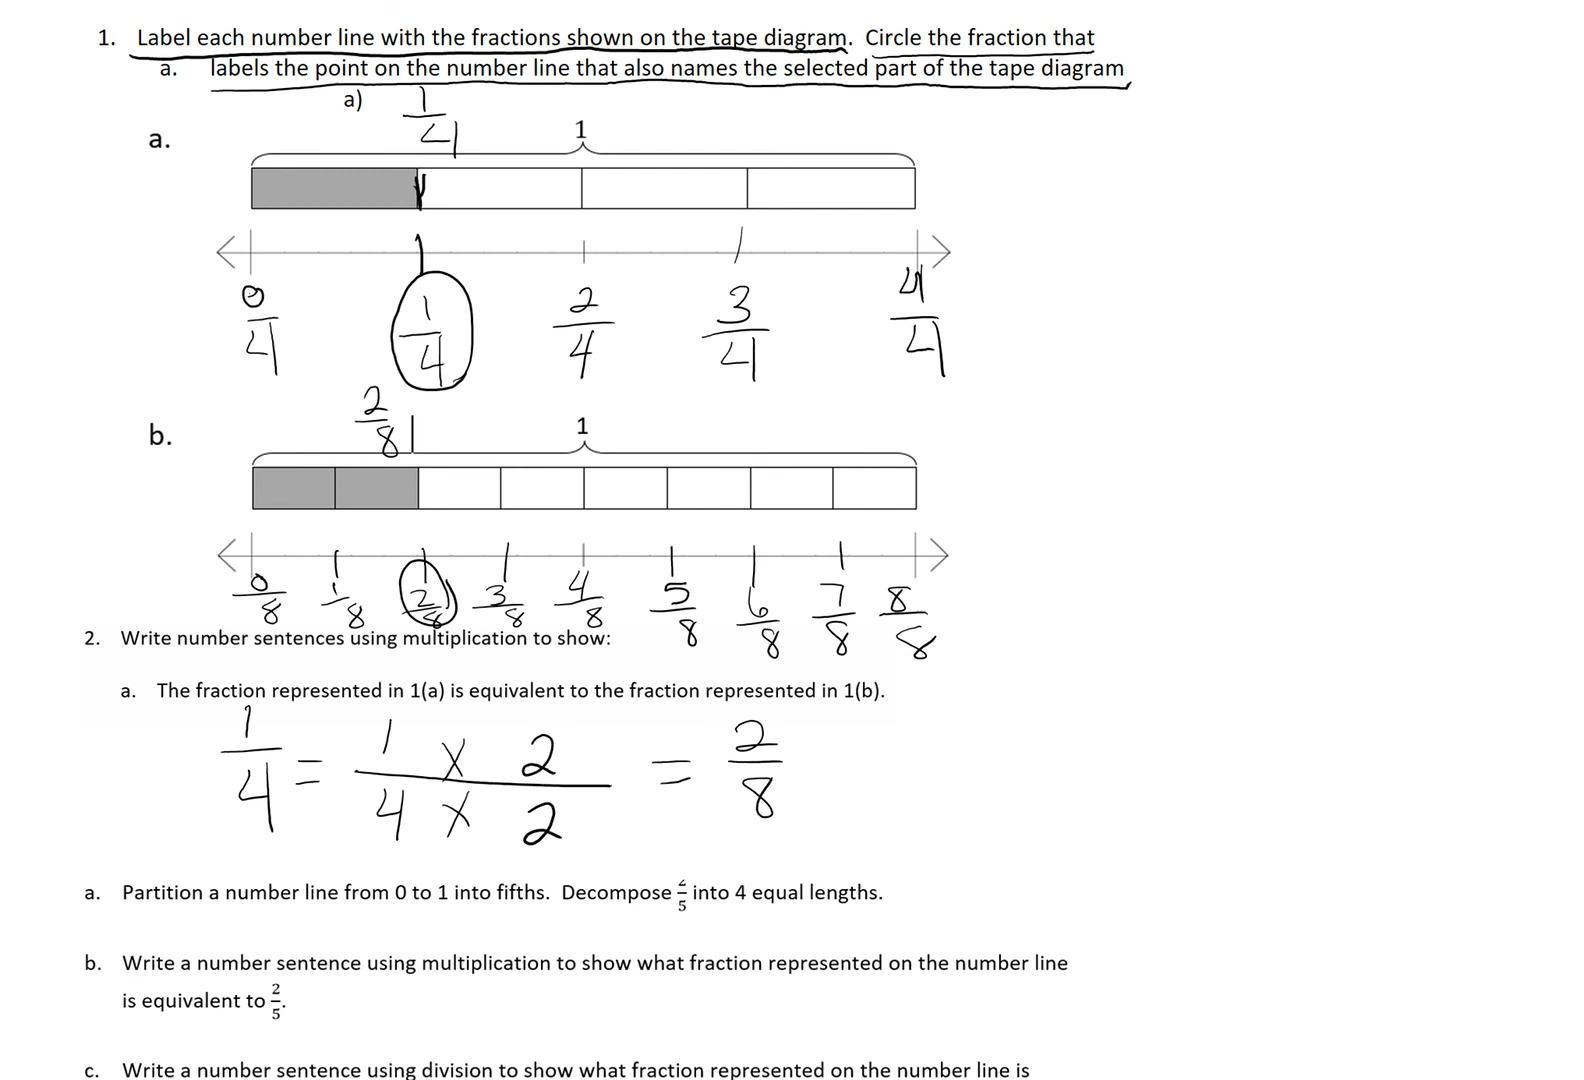 1. Label each number line with the fractions shown on the tape diagram. Circle the fraction that
a. labels the point on the number line that also names the selected part of the tape diagram
a) 1/4
a. 1
0/4 1/4 2/4 3/4 4/4
2/8
b. 1
0/8 1/8 2/8 3/8 4/8 5/8 6/8 7/8 8/8
2. Write number sentences using multiplication to show:
a. The fraction represented in 1(a) is equivalent to the fraction represented in 1(b).
1/4 = 1 x 2 / 4 x 2 = 2/8
a. Partition a number line from 0 to 1 into fifths. Decompose 2/5 into 4 equal lengths.
b. Write a number sentence using multiplication to show what fraction represented on the number line
is equivalent to 2/5.
c. Write a number sentence using division to show what fraction represented on the number line is